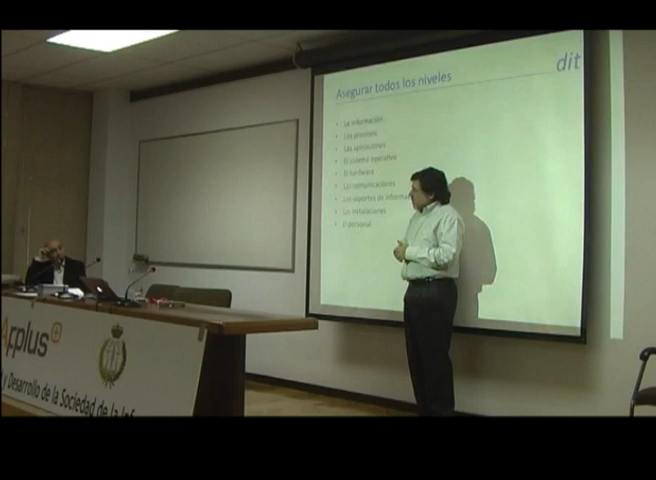 dit
Asegurar todos los niveles
• La información
• Los procesos
• Las aplicaciones
• El sistema operativo
• El hardware
• Las comunicaciones
• Los soportes de informa
• Las instalaciones
• El personal
Applus
y Desarrollo de la Sociedad de la Inf